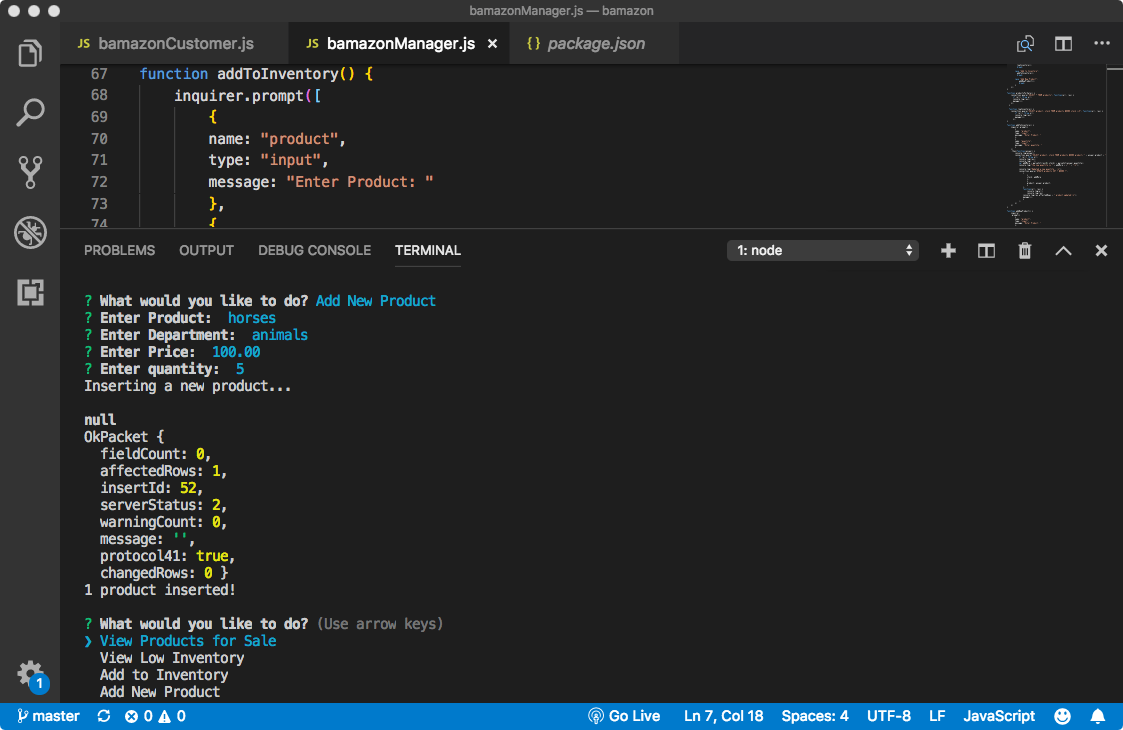 bamazonManager.js — bamazon
JS bamazonCustomer.js JS bamazonManager.js × {} package.json
67 function addToInventory() {
68 inquirer.prompt([
69 {
70 name: "product",
71 type: "input",
72 message: "Enter Product: "
73 },
74 {
PROBLEMS OUTPUT DEBUG CONSOLE TERMINAL 1: node
? What would you like to do? Add New Product
? Enter Product: horses
? Enter Department: animals
? Enter Price: 100.00
? Enter quantity: 5
Inserting a new product...
null
OkPacket {
fieldCount: 0,
affectedRows: 1,
insertId: 52,
serverStatus: 2,
warningCount: 0,
message: '',
protocol41: true,
changedRows: 0 }
1 product inserted!
? What would you like to do? (Use arrow keys)
❯ View Products for Sale
View Low Inventory
Add to Inventory
Add New Product
1
master 0 0 Go Live Ln 7, Col 18 Spaces: 4 UTF-8 LF JavaScript